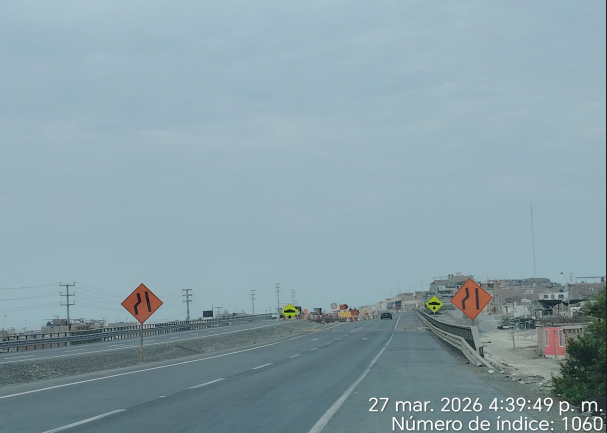 27 mar. 2026 4:39:49 p. m.
Número de índice: 1060